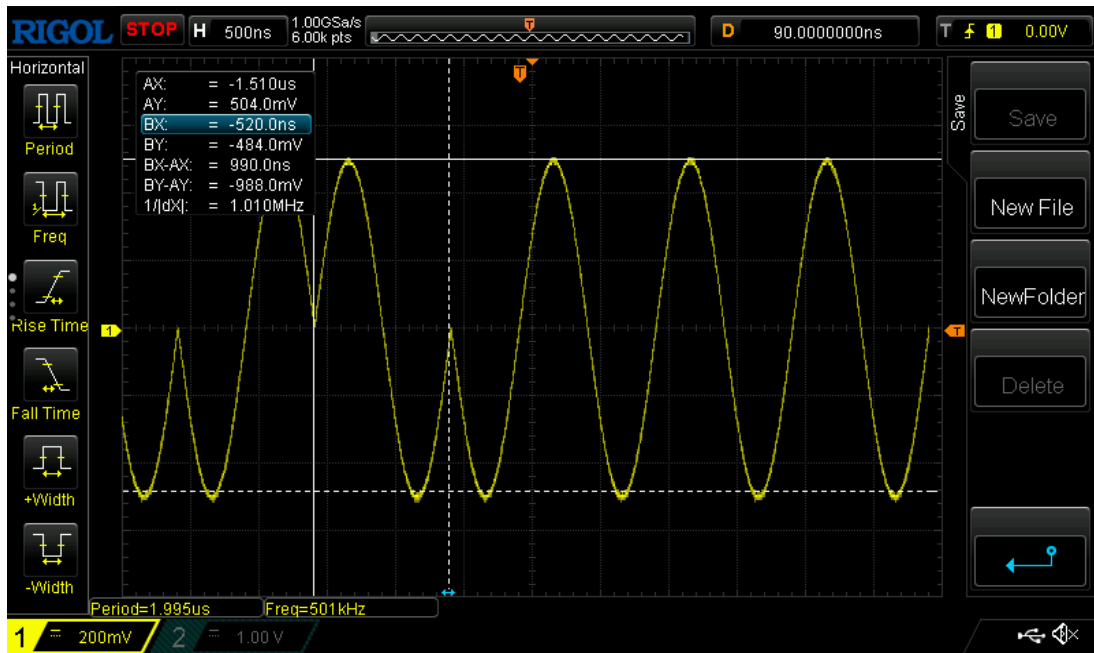 RIGOL STOP H 500ns 1.00GSa/s 6.00k pts T D 90.0000000ns T 1 0.00V
Horizontal
Period
Freq
Rise Time
Fall Time
+Width
-Width
AX: = -1.510us
AY: = 504.0mV
BX: = -520.0ns
BY: = -484.0mV
BX-AX: = 990.0ns
BY-AY: = -988.0mV
1/|dX|: = 1.010MHz
T
1
T
Save
Save
New File
NewFolder
Delete
Period=1.995us Freq=501kHz
1 200mV 2 1.00 V